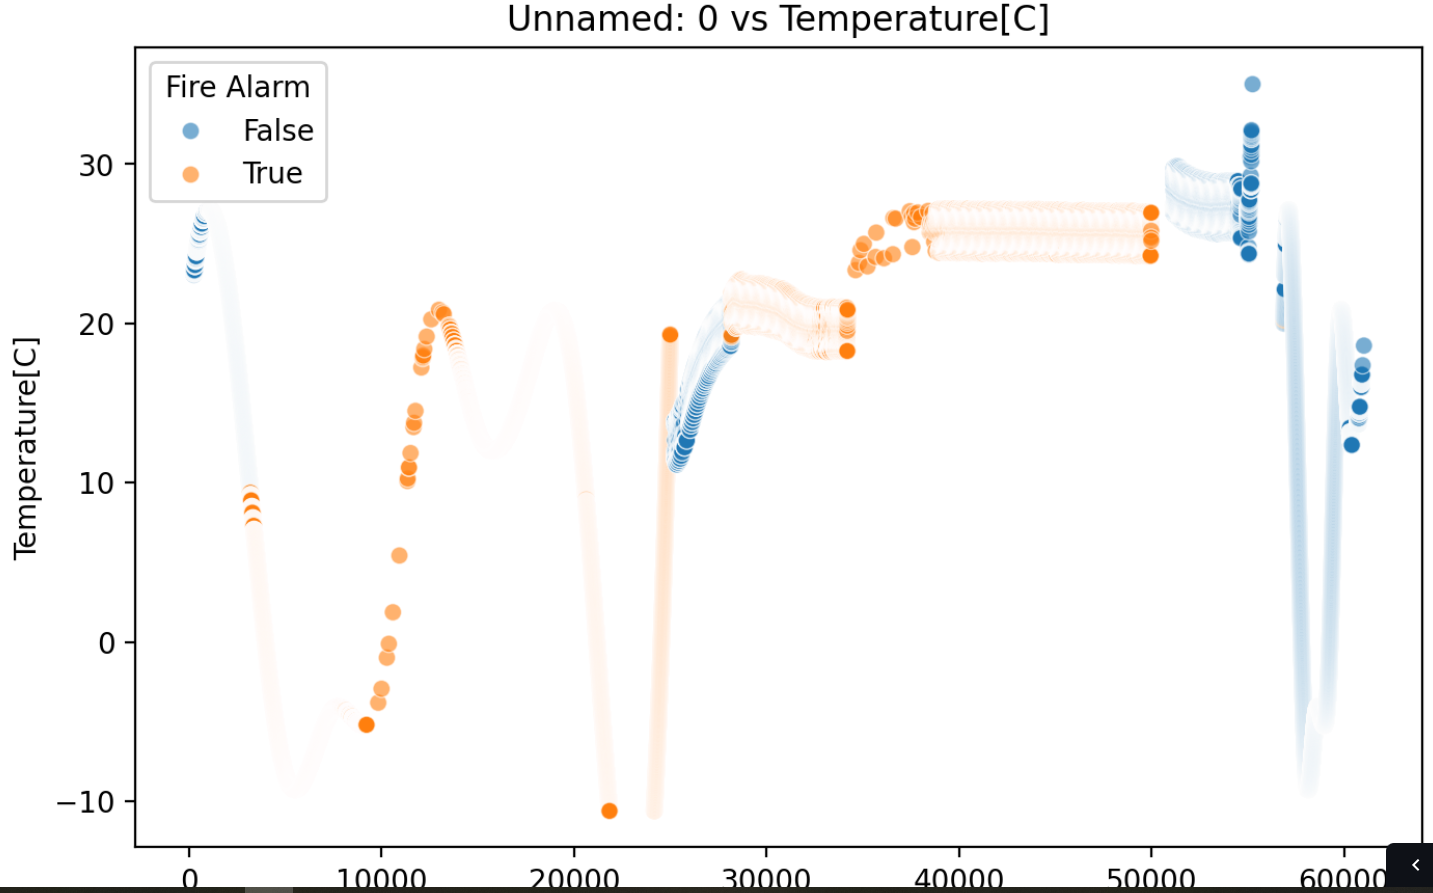 Unnamed: 0 vs Temperature[C]
Fire Alarm
False
True
30
20
10
0
−10
Temperature[C]
0 10000 20000 30000 40000 50000